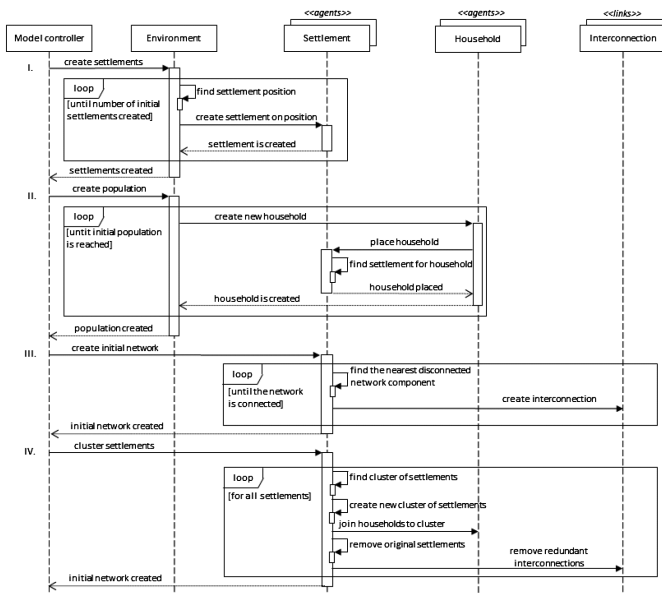 <<agents>>
<<agents>>
<<links>>
Model controller
Environment
Settlement
Household
Interconnection
I.
create settlements
loop
[until number of initial
settlements created]
find settlement position
create settlement on position
settlement is created
settlements created
II.
create population
loop
[untit initial population
is reached]
create new household
place household
find settlement for household
household placed
household is created
population created
III.
create initial network
loop
[until the network
is connected]
find the nearest disconnected
network component
create interconnection
initial network created
IV.
cluster settlements
loop
[for all settlements]
find cluster of settlements
create new cluster of settlements
join households to cluster
remove original settlements
remove redundant
interconnections
initial network created